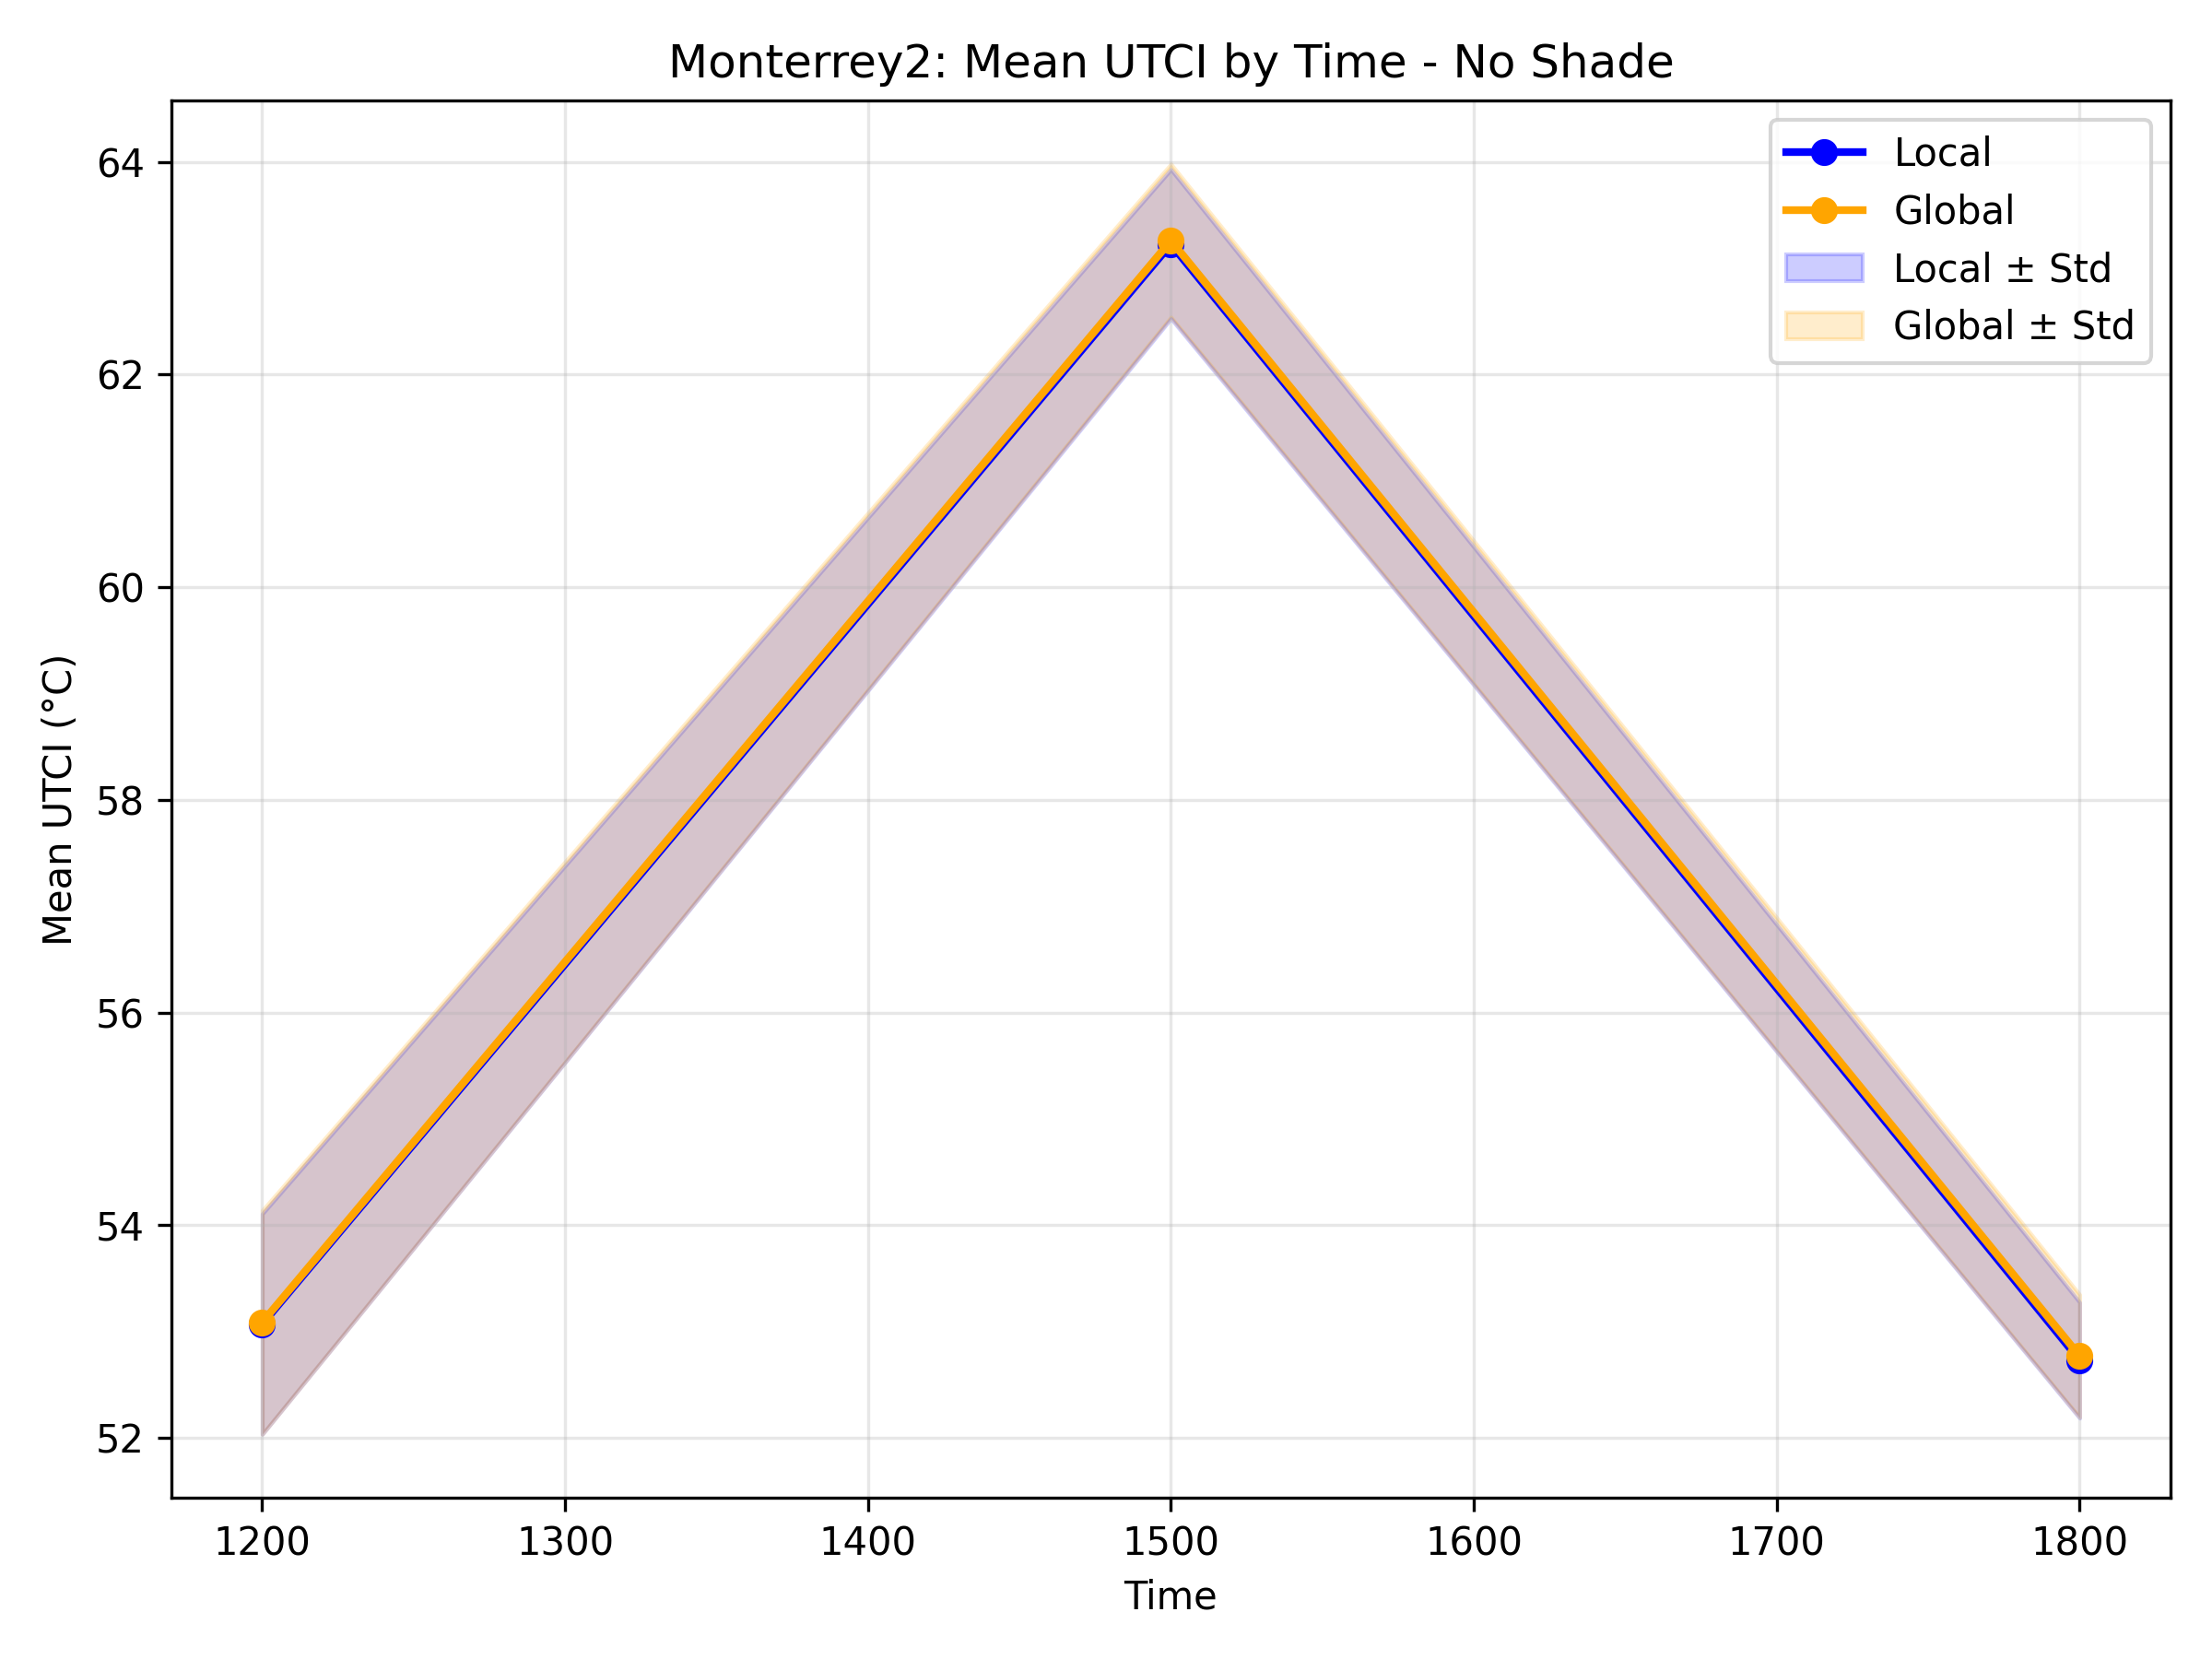 Monterrey2: Mean UTCI by Time - No Shade
Local
Global
Local ± Std
Global ± Std
64
62
60
58
56
54
52
Mean UTCI (°C)
1200 1300 1400 1500 1600 1700 1800
Time